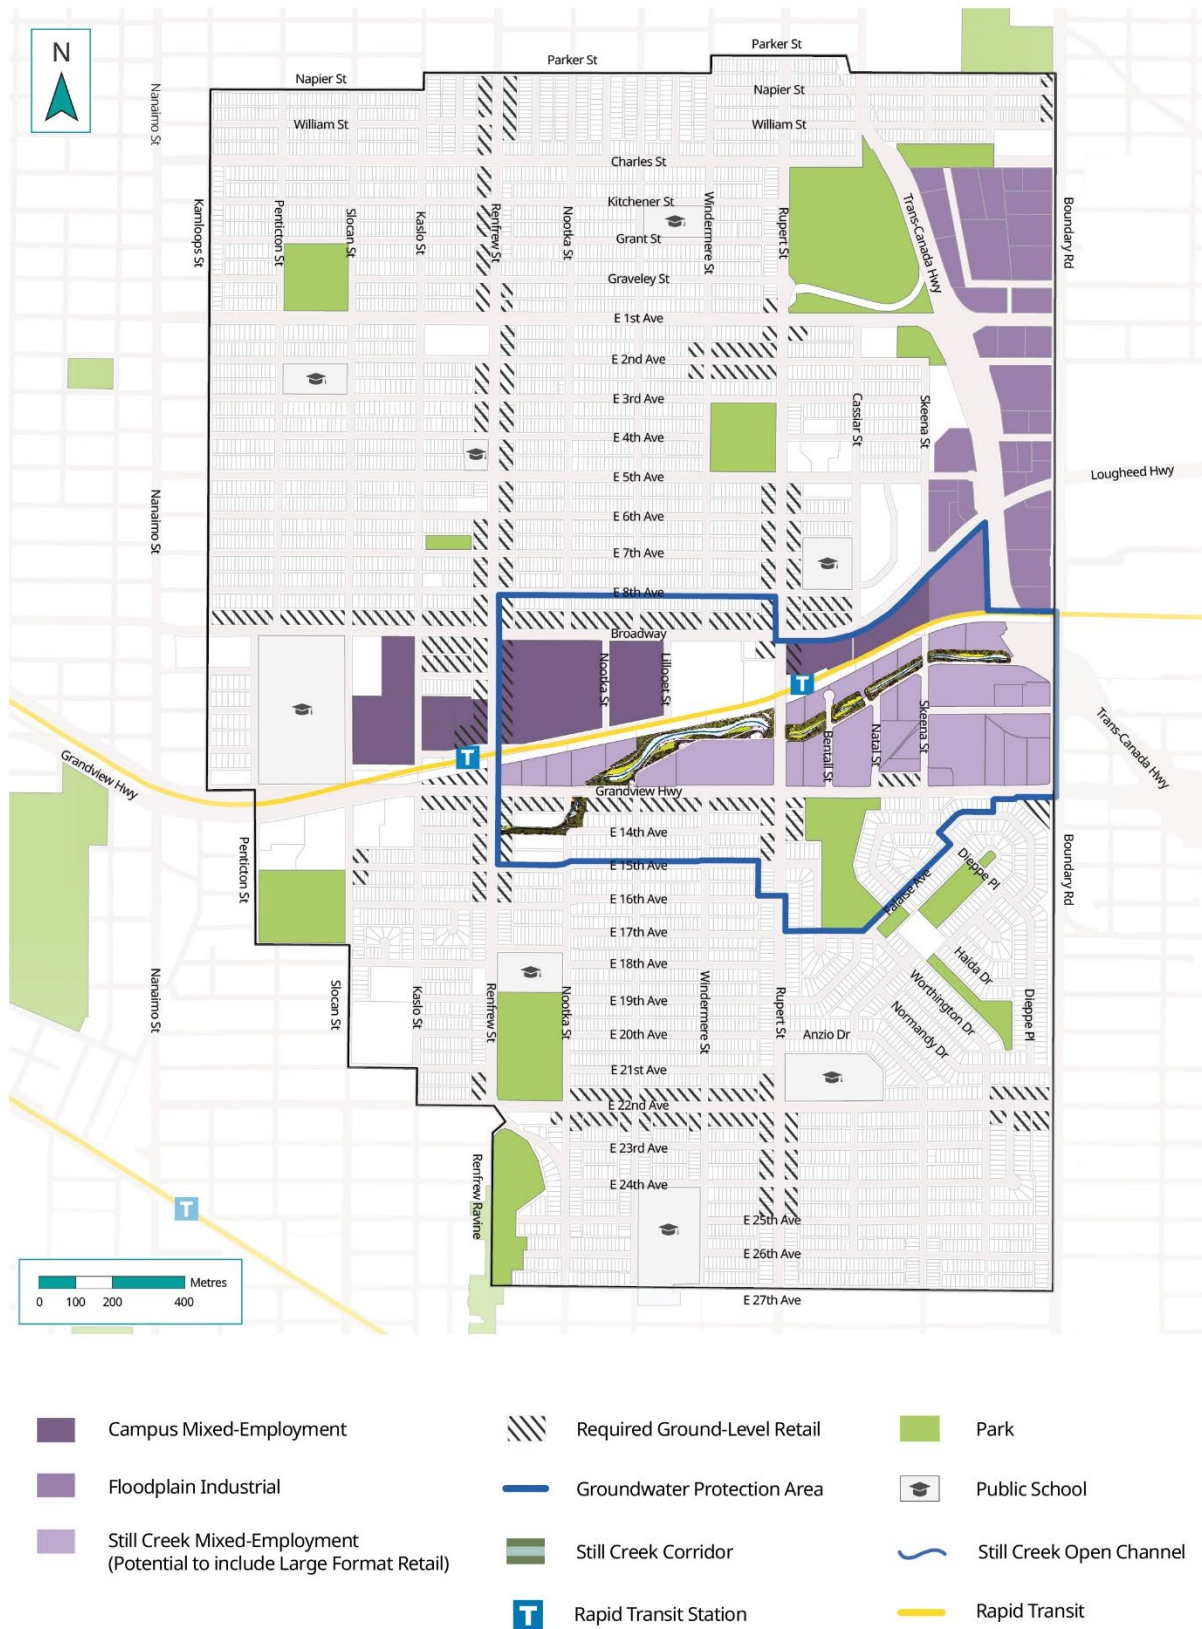 N
Parker St
Parker St
Napier St
Napier St
William St
William St
Charles St
Kitchener St
Grant St
Graveley St
E 1st Ave
E 2nd Ave
E 3rd Ave
E 4th Ave
E 5th Ave
E 6th Ave
E 7th Ave
E 8th Ave
Broadway
Nanaimo St
Kamloops St
Penticton St
Slocan St
Kaslo St
Renfrew St
Nootka St
Windermere St
Rupert St
Trans-Canada Hwy
Boundary Rd
Cassiar St
Skeena St
Lougheed Hwy
Nanaimo St
Nootka St
Lillooet St
T
T
Bentall St
Natal St
Skeena St
Trans-Canada Hwy
Grandview Hwy
Grandview Hwy
E 14th Ave
E 15th Ave
E 16th Ave
E 17th Ave
E 18th Ave
E 19th Ave
E 20th Ave
E 21st Ave
E 22nd Ave
E 23rd Ave
E 24th Ave
E 25th Ave
E 26th Ave
E 27th Ave
Penticton St
Nanaimo St
Slocan St
Kaslo St
Renfrew St
Nootka St
Windermere St
Rupert St
Anzio Dr
Falaise Ave
Dieppe Pl
Haida Dr
Worthington Dr
Normandy Dr
Dieppe Pl
Boundary Rd
Renfrew Ravine
T
Metres
0 100 200 400
Campus Mixed-Employment
Floodplain Industrial
Still Creek Mixed-Employment
(Potential to include Large Format Retail)
Required Ground-Level Retail
Groundwater Protection Area
Still Creek Corridor
T Rapid Transit Station
Park
Public School
Still Creek Open Channel
Rapid Transit